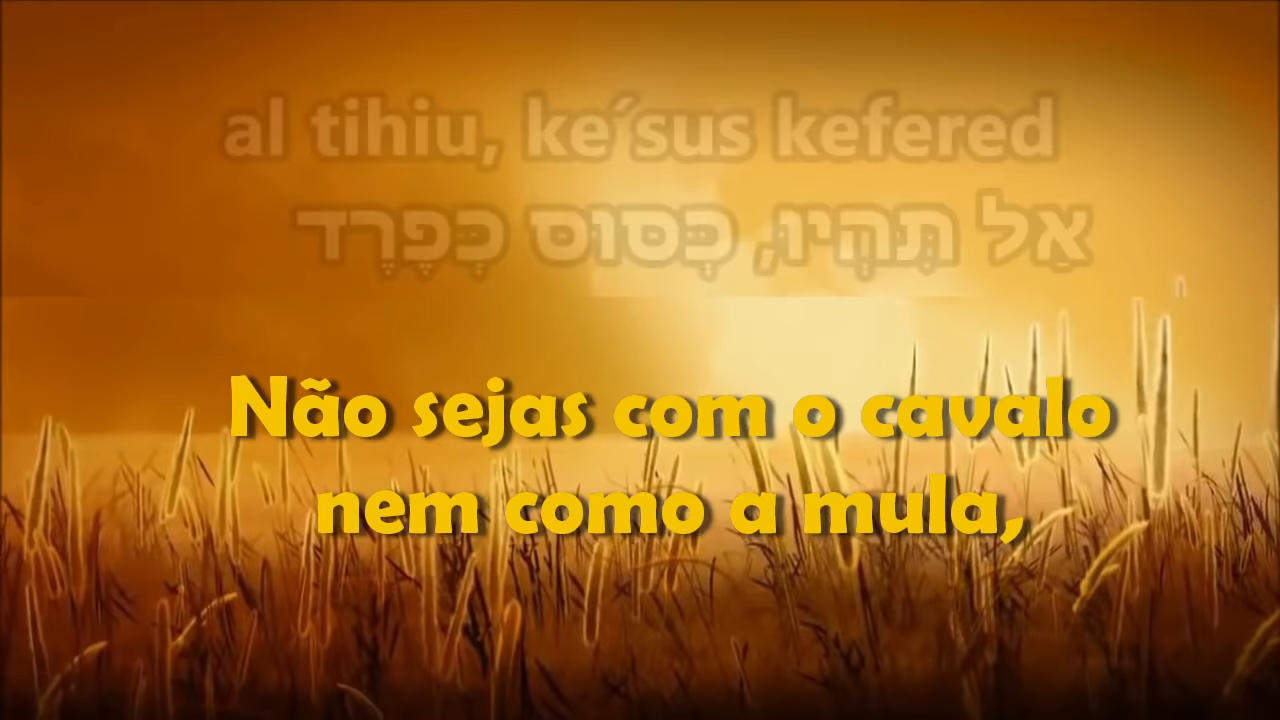 al tihiu, ke´sus kefered
אַל תִּהְיוּ, כְּסוּס כְּפֶרֶד
Não sejas com o cavalo
nem como a mula,